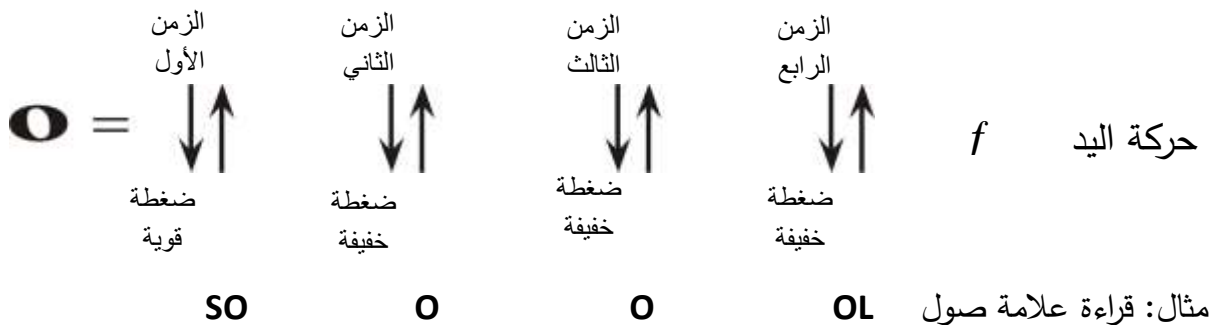 الزمن الأول
الزمن الثاني
الزمن الثالث
الزمن الرابع
=
حركة اليد f
ضغطة قوية
ضغطة خفيفة
ضغطة خفيفة
ضغطة خفيفة
مثال: قراءة علامة صول SO O O OL